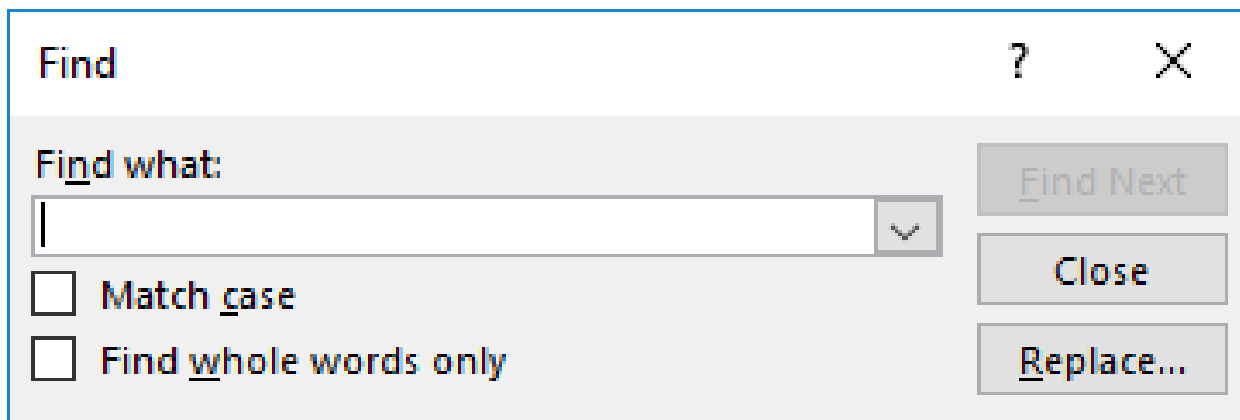 Find ?
Find what:
Find Next
Close
Match case
Find whole words only
Replace...